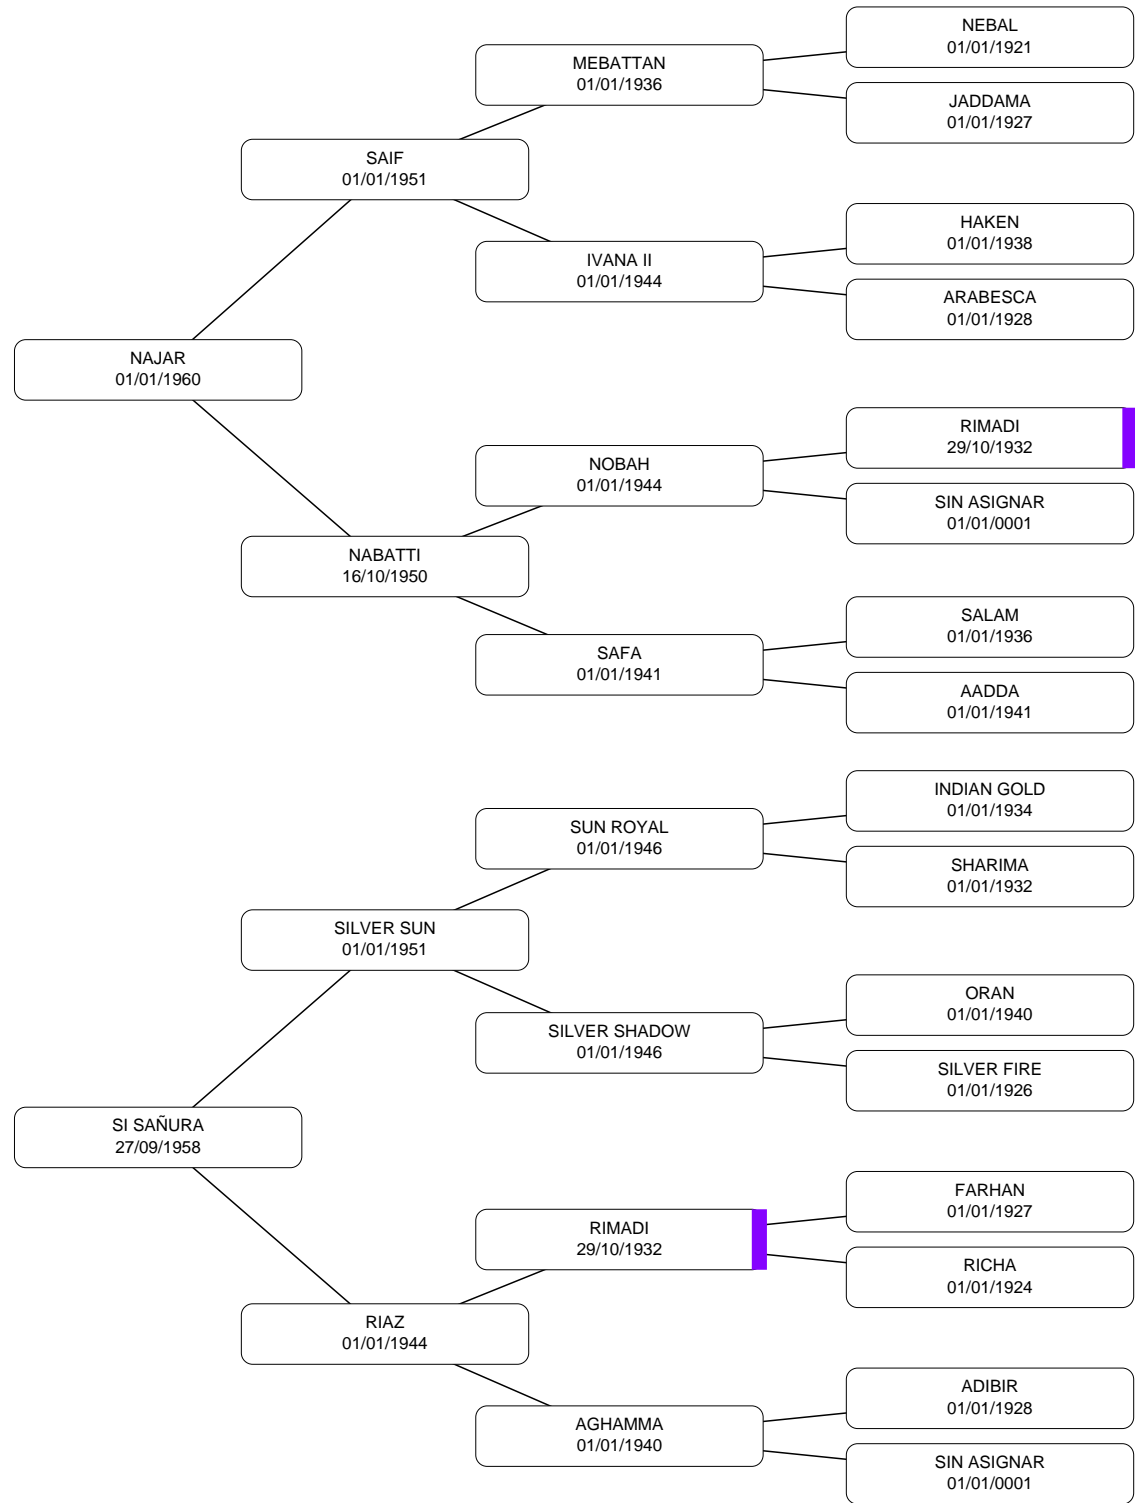 NEBAL
01/01/1921
MEBATTAN
01/01/1936
JADDAMA
01/01/1927
SAIF
01/01/1951
HAKEN
01/01/1938
IVANA II
01/01/1944
ARABESCA
01/01/1928
NAJAR
01/01/1960
RIMADI
29/10/1932
NOBAH
01/01/1944
SIN ASIGNAR
01/01/0001
NABATTI
16/10/1950
SALAM
01/01/1936
SAFA
01/01/1941
AADDA
01/01/1941
INDIAN GOLD
01/01/1934
SUN ROYAL
01/01/1946
SHARIMA
01/01/1932
SILVER SUN
01/01/1951
ORAN
01/01/1940
SILVER SHADOW
01/01/1946
SILVER FIRE
01/01/1926
SI SAÑURA
27/09/1958
FARHAN
01/01/1927
RIMADI
29/10/1932
RICHA
01/01/1924
RIAZ
01/01/1944
ADIBIR
01/01/1928
AGHAMMA
01/01/1940
SIN ASIGNAR
01/01/0001